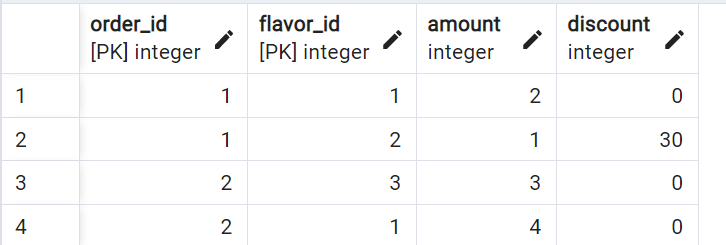 order_id flavor_id amount discount
[PK] integer [PK] integer integer integer
1 1 1 2 0
2 1 2 1 30
3 2 3 3 0
4 2 1 4 0